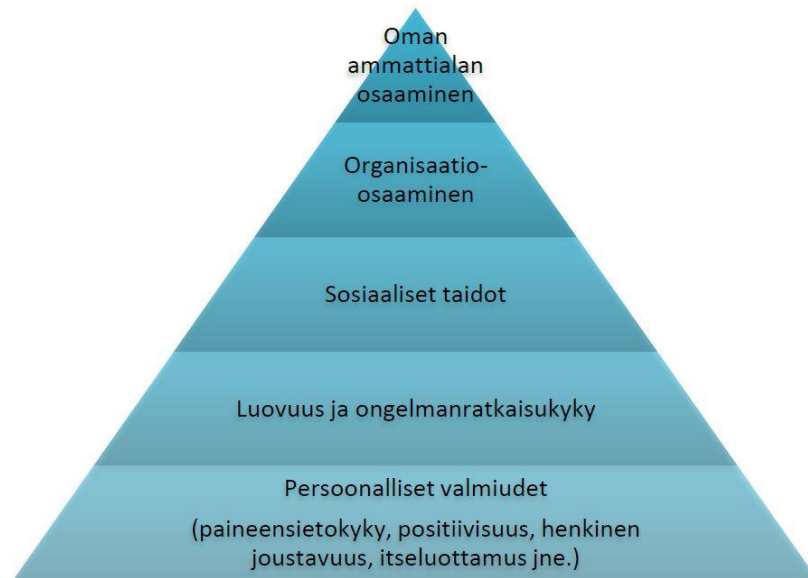 Oman
ammattialan
osaaminen
Organisaatio-
osaaminen
Sosiaaliset taidot
Luovuus ja ongelmanratkaisukyky
Persoonalliset valmiudet
(paineensietokyky, positiivisuus, henkinen
joustavuus, itseluottamus jne.)